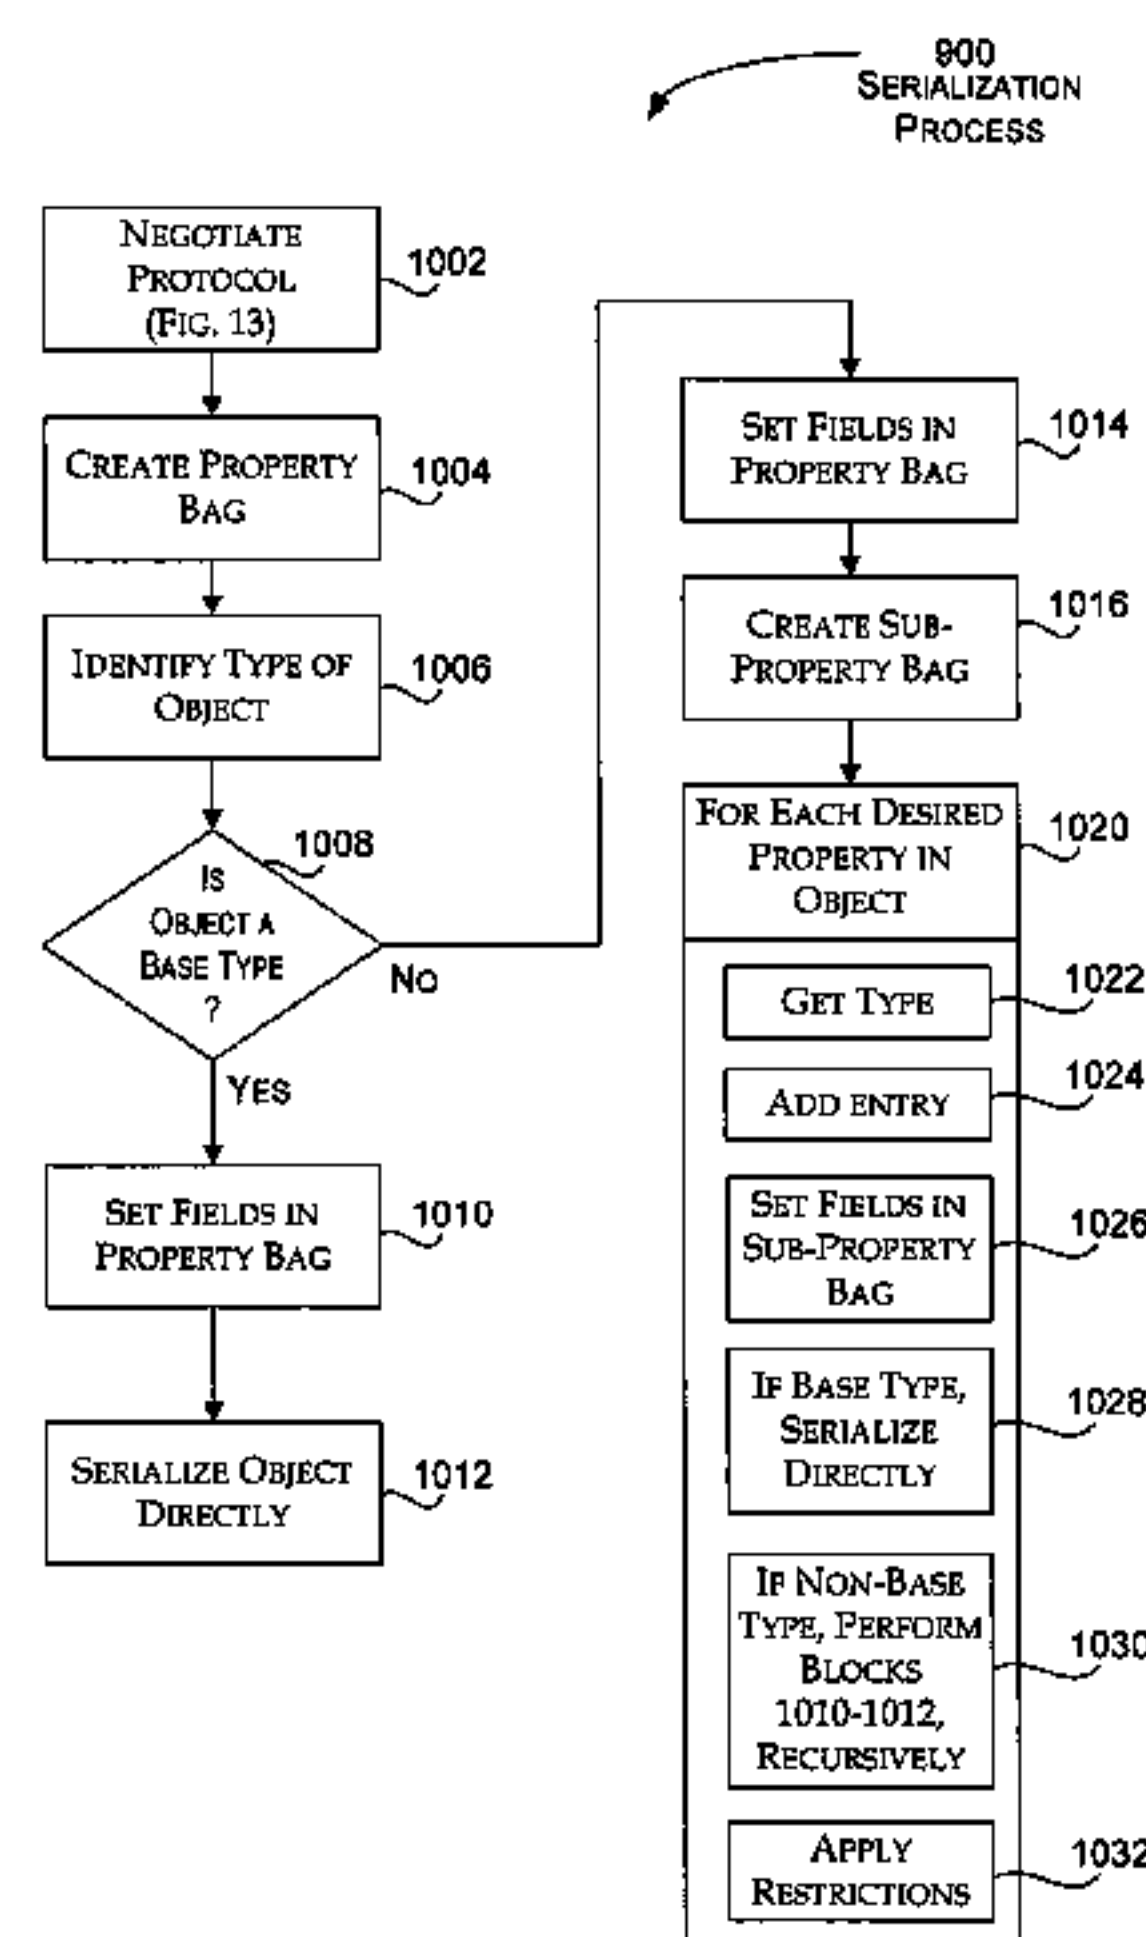 900
SERIALIZATION
PROCESS
NEGOTIATE
PROTOCOL
(FIG. 13)
1002
CREATE PROPERTY
BAG
1004
IDENTIFY TYPE OF
OBJECT
1006
1008
IS
OBJECT A
BASE TYPE
?
NO
YES
SET FIELDS IN
PROPERTY BAG
1010
SERIALIZE OBJECT
DIRECTLY
1012
SET FIELDS IN
PROPERTY BAG
1014
CREATE SUB-
PROPERTY BAG
1016
FOR EACH DESIRED
PROPERTY IN
OBJECT
1020
GET TYPE
1022
ADD ENTRY
1024
SET FIELDS IN
SUB-PROPERTY
BAG
1026
IF BASE TYPE,
SERIALIZE
DIRECTLY
1028
IF NON-BASE
TYPE, PERFORM
BLOCKS
1010-1012,
RECURSIVELY
1030
APPLY
RESTRICTIONS
1032